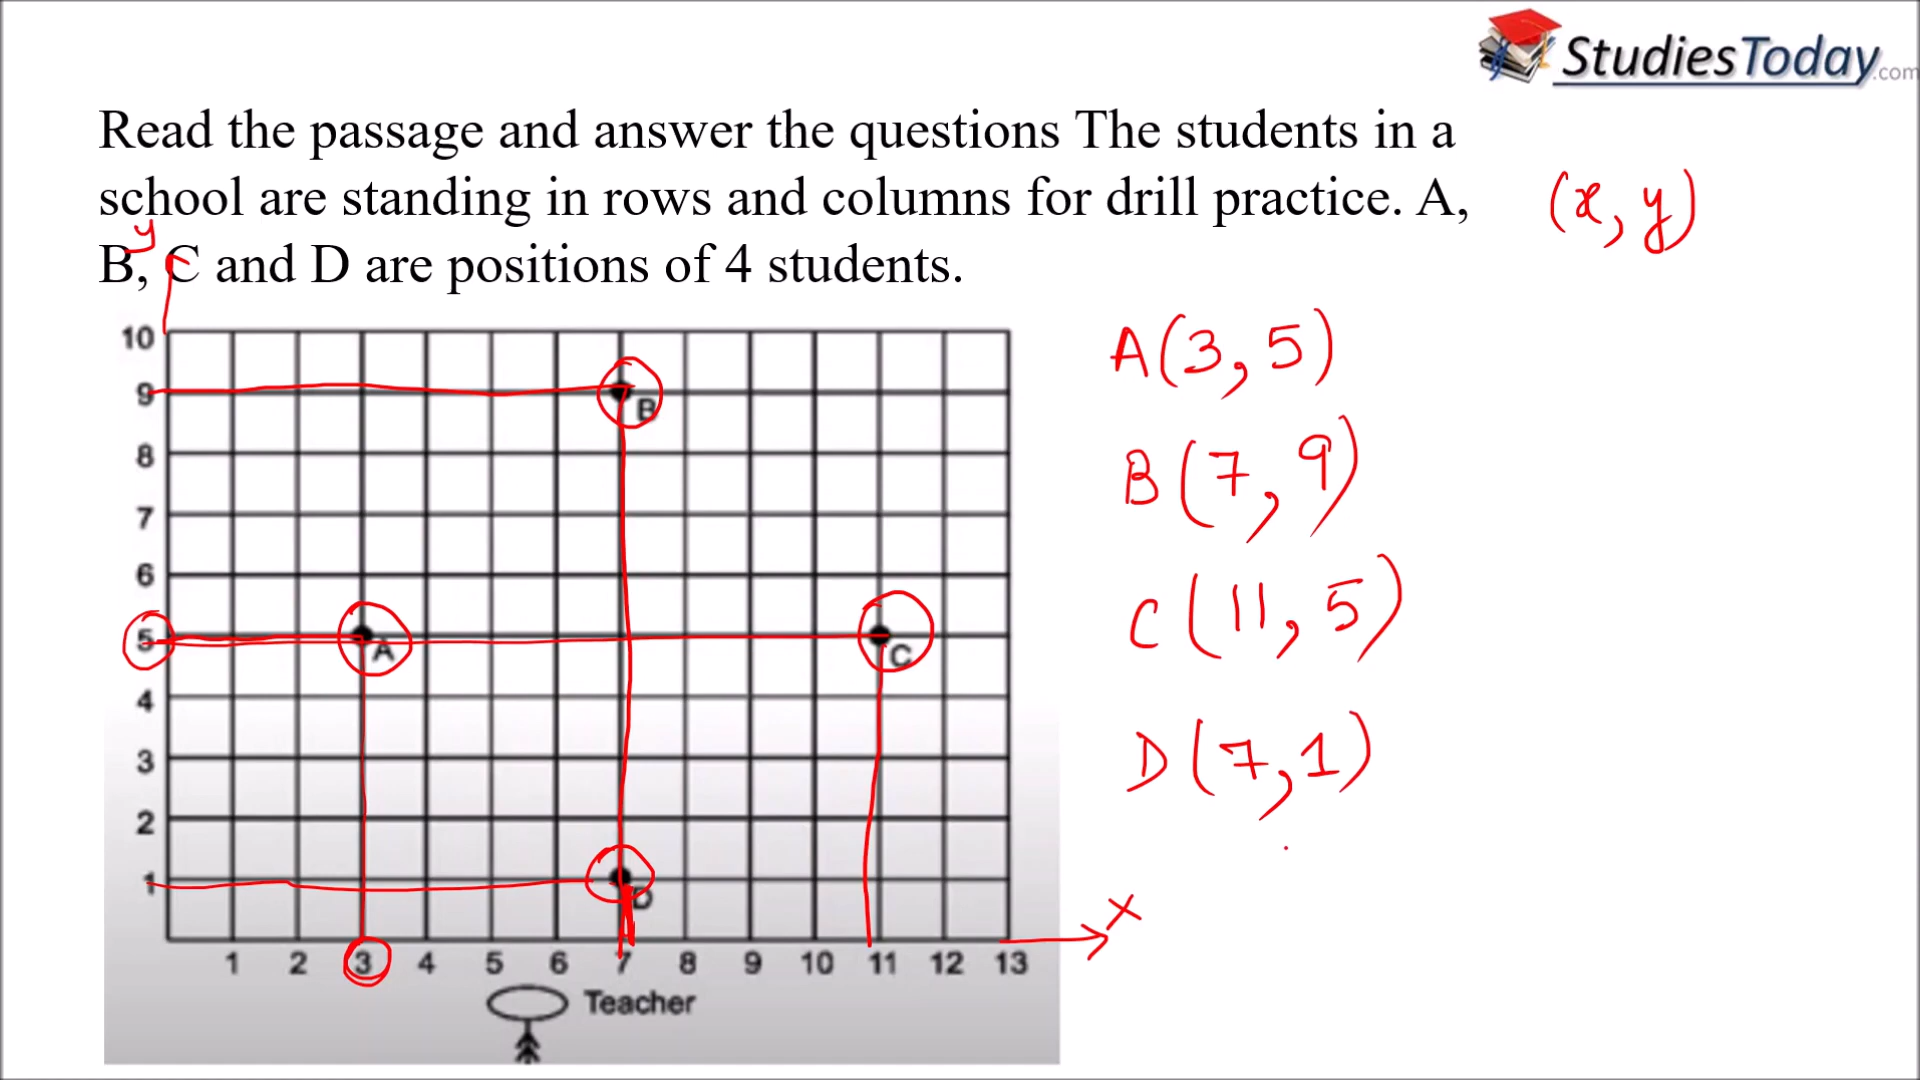 StudiesToday.com
Read the passage and answer the questions The students in a
school are standing in rows and columns for drill practice. A,
B, C and D are positions of 4 students.
(x, y)
y
10
9
8
7
6
5
4
3
2
1
B
A
C
D
1 2 3 4 5 6 7 8 9 10 11 12 13
X
Teacher
A(3, 5)
B(7, 9)
C(11, 5)
D(7, 1)